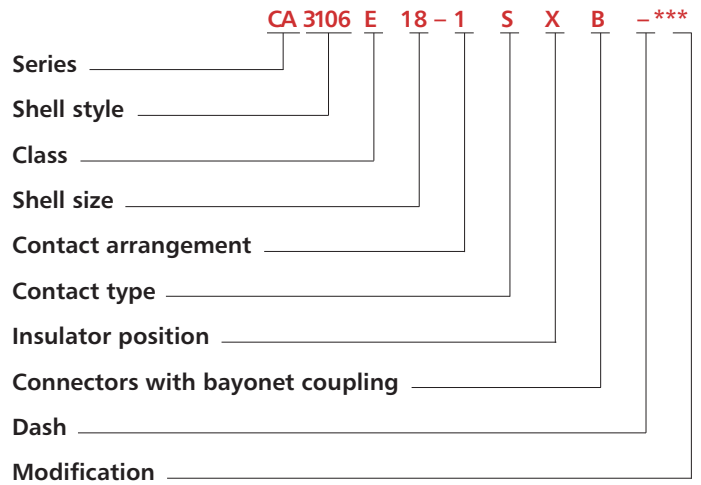 CA 3106 E 18 – 1 S X B – ***
Series
Shell style
Class
Shell size
Contact arrangement
Contact type
Insulator position
Connectors with bayonet coupling
Dash
Modification